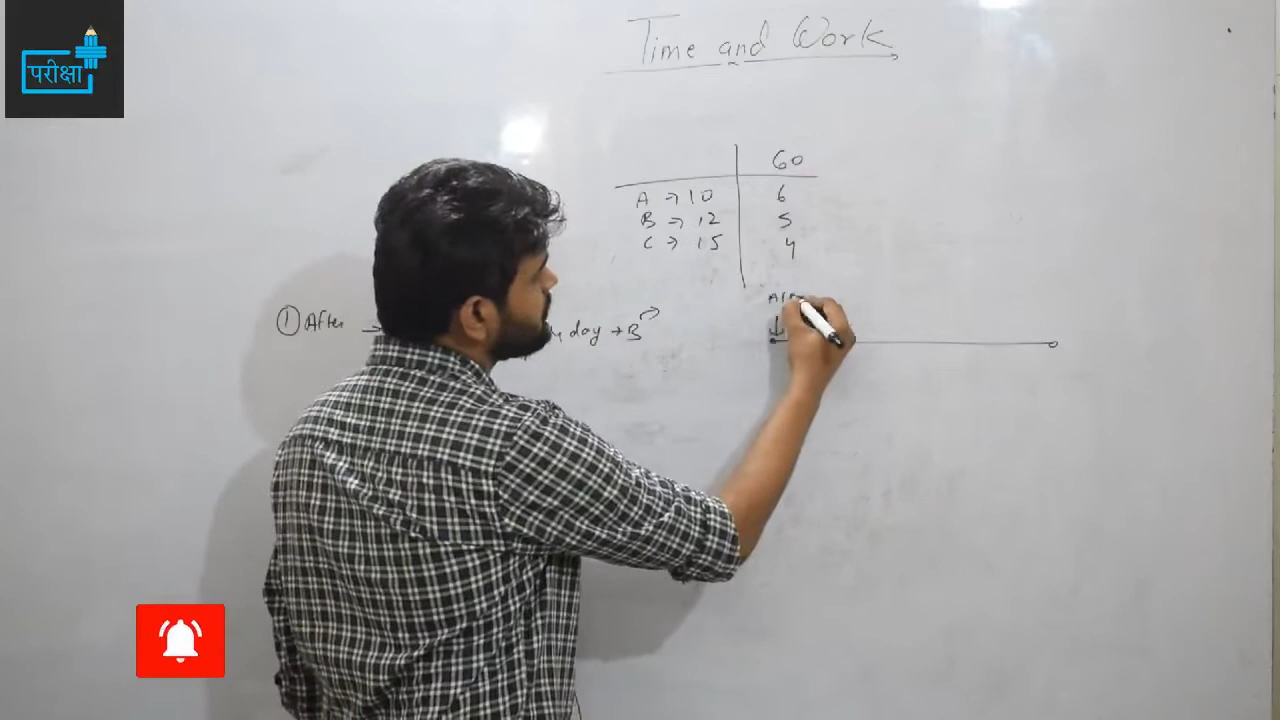 परीक्षा
Time and Work
60
A → 10 6
B → 12 5
C → 15 4
① After → day → B